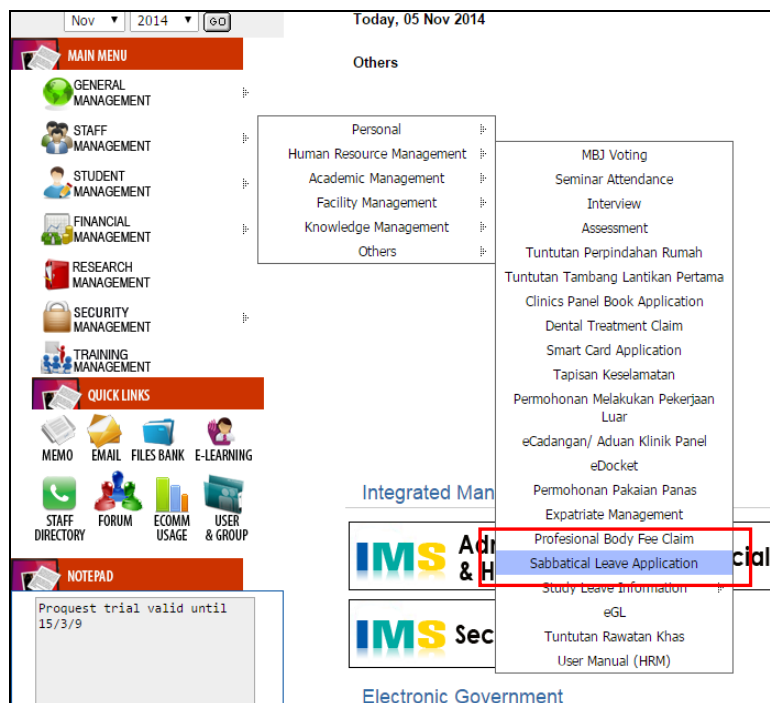 Nov 2014 GO
MAIN MENU
GENERAL
MANAGEMENT
STAFF
MANAGEMENT
STUDENT
MANAGEMENT
FINANCIAL
MANAGEMENT
RESEARCH
MANAGEMENT
SECURITY
MANAGEMENT
TRAINING
MANAGEMENT
QUICK LINKS
MEMO EMAIL FILES BANK E-LEARNING
STAFF DIRECTORY FORUM ECOMM USAGE USER & GROUP
NOTEPAD
Proquest trial valid until
15/3/9
Today, 05 Nov 2014
Others
Personal
Human Resource Management
Academic Management
Facility Management
Knowledge Management
Others
MBJ Voting
Seminar Attendance
Interview
Assessment
Tuntutan Perpindahan Rumah
Tuntutan Tambang Lantikan Pertama
Clinics Panel Book Application
Dental Treatment Claim
Smart Card Application
Tapisan Keselamatan
Permohonan Melakukan Pekerjaan
Luar
eCadangan/ Aduan Klinik Panel
eDocket
Permohonan Pakaian Panas
Expatriate Management
Profesional Body Fee Claim
Sabbatical Leave Application
Study Leave Information
eGL
Tuntutan Rawatan Khas
User Manual (HRM)
Integrated Man
IMS Adr
& H
cial
IMS Sec
Electronic Government